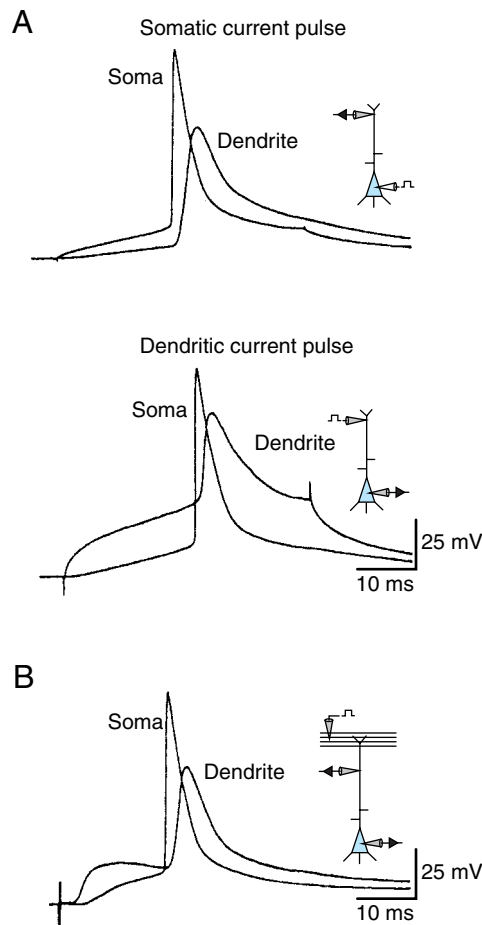 A
Somatic current pulse
Soma
Dendrite
Dendritic current pulse
Soma
Dendrite
25 mV
10 ms
B
Soma
Dendrite
25 mV
10 ms